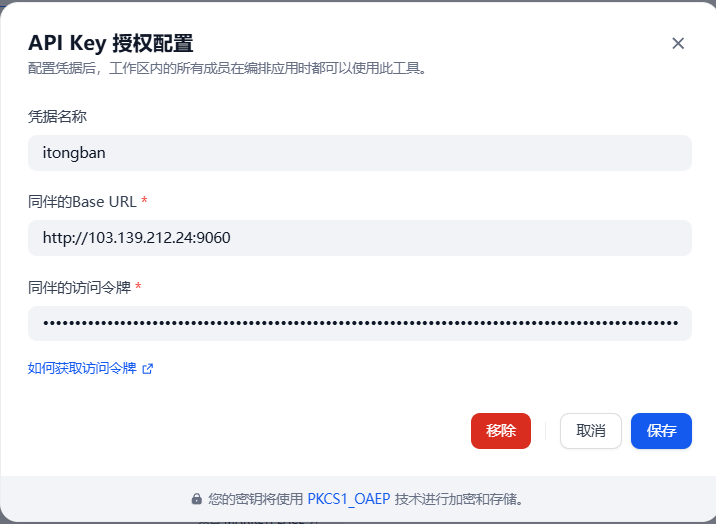 API Key 授权配置
配置凭据后，工作区内的所有成员在编排应用时都可以使用此工具。
凭据名称
itongban
同伴的Base URL *
http://103.139.212.24:9060
同伴的访问令牌 *
如何获取访问令牌
移除
取消
保存
您的密钥将使用 PKCS1_OAEP 技术进行加密和存储。